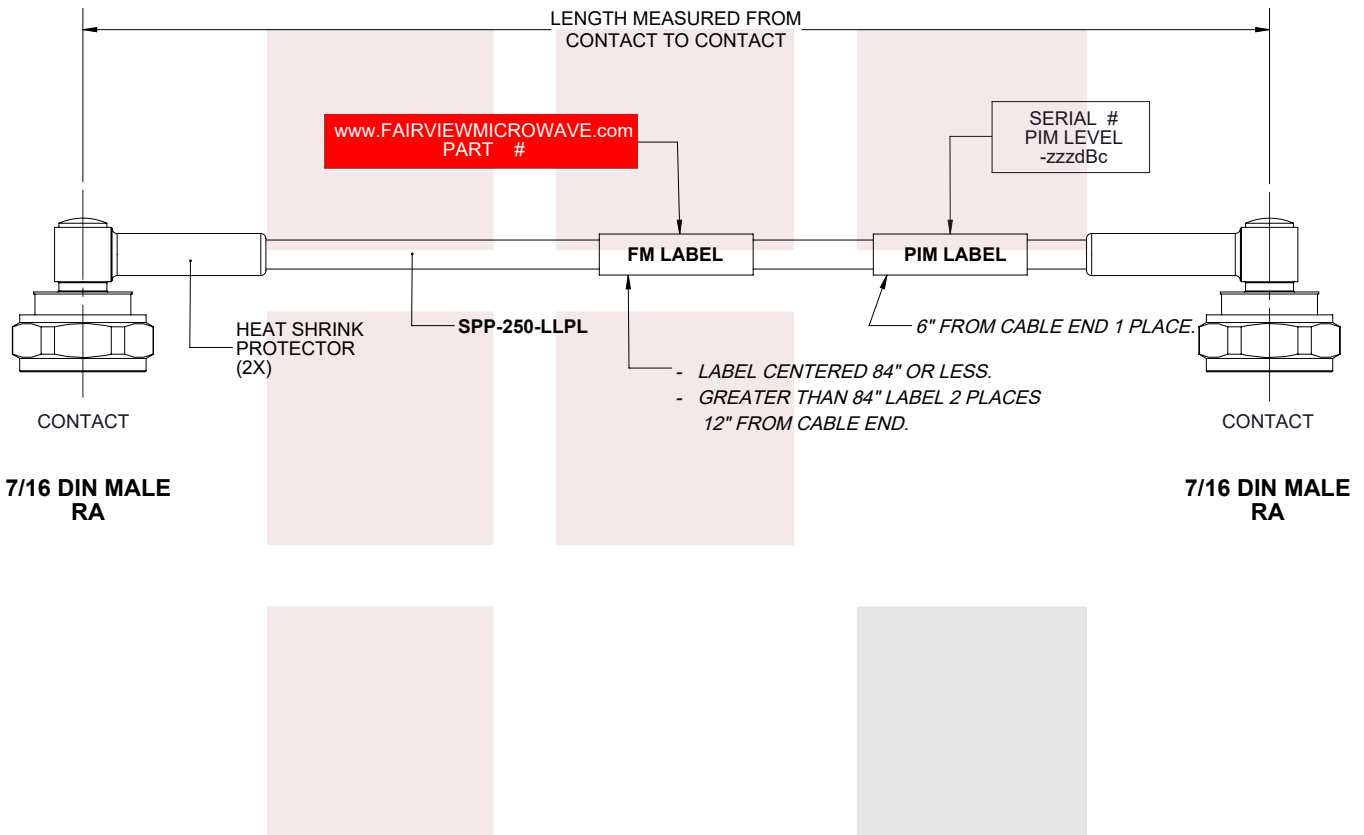 LENGTH MEASURED FROM
CONTACT TO CONTACT
www.FAIRVIEWMICROWAVE.com
PART #
SERIAL #
PIM LEVEL
-zzzdBc
FM LABEL
PIM LABEL
HEAT SHRINK
PROTECTOR
(2X)
SPP-250-LLPL
6" FROM CABLE END 1 PLACE.
- LABEL CENTERED 84" OR LESS.
- GREATER THAN 84" LABEL 2 PLACES
12" FROM CABLE END.
CONTACT
CONTACT
7/16 DIN MALE
RA
7/16 DIN MALE
RA